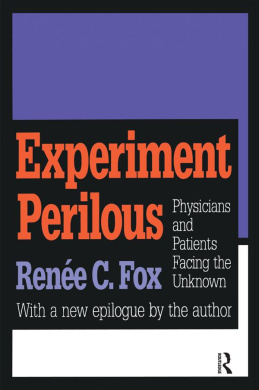 Experiment
Perilous
Physicians
and
Patients
Facing the
Unknown
Renée C. Fox
With a new epilogue by the author
R